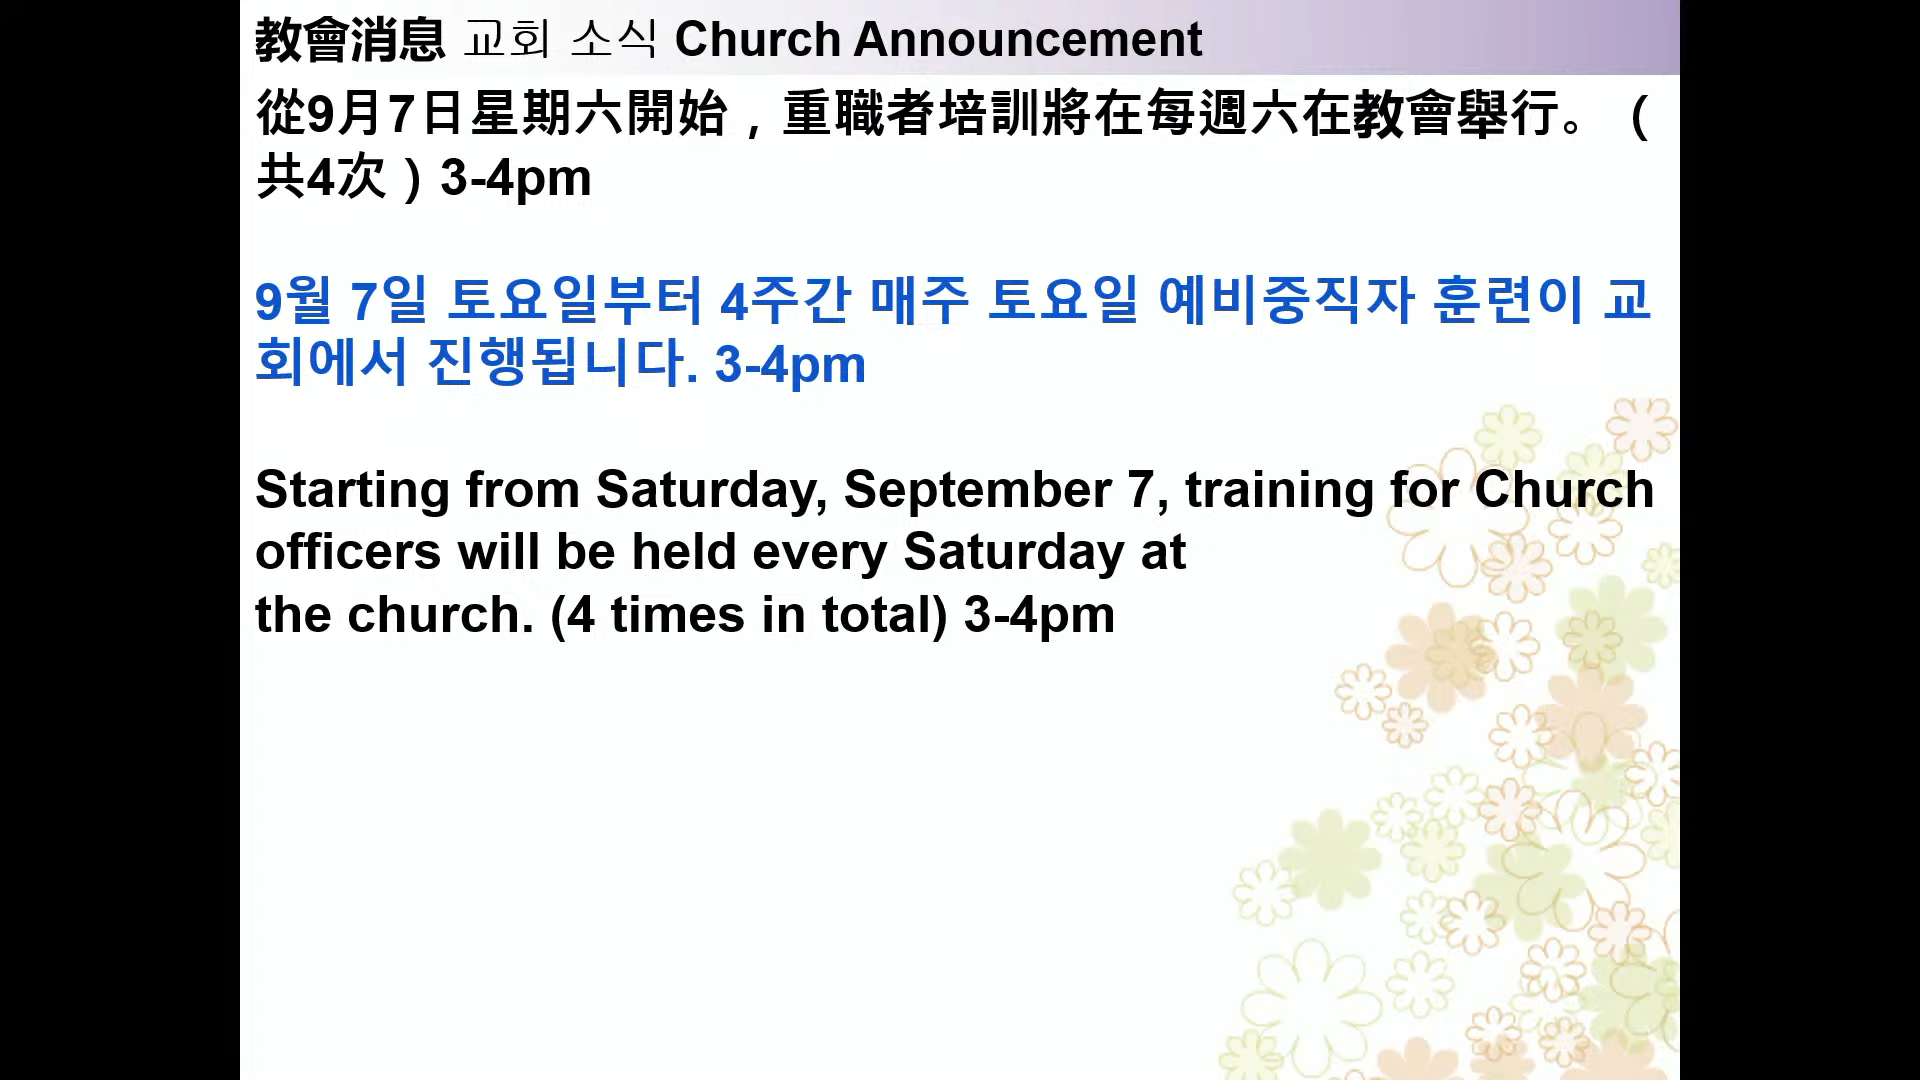 教會消息 교회 소식 Church Announcement
從9月7日星期六開始，重職者培訓將在每週六在教會舉行。（
共4次）3-4pm
9월 7일 토요일부터 4주간 매주 토요일 예비중직자 훈련이 교
회에서 진행됩니다. 3-4pm
Starting from Saturday, September 7, training for Church
officers will be held every Saturday at
the church. (4 times in total) 3-4pm